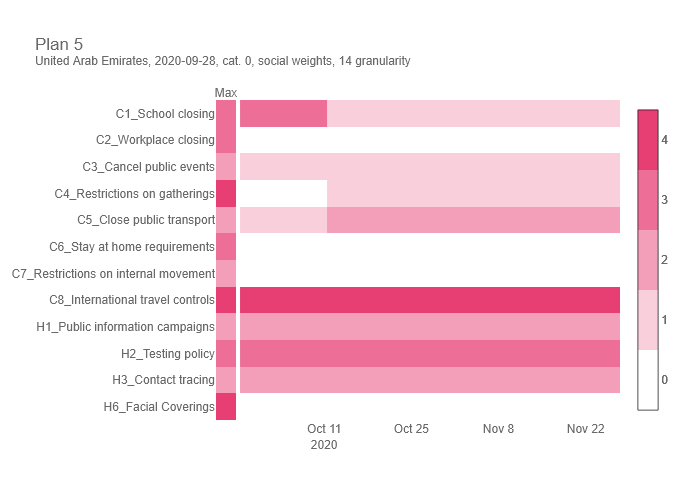 Plan 5
United Arab Emirates, 2020-09-28, cat. 0, social weights, 14 granularity
Max
C1_School closing
C2_Workplace closing
C3_Cancel public events
C4_Restrictions on gatherings
C5_Close public transport
C6_Stay at home requirements
C7_Restrictions on internal movement
C8_International travel controls
H1_Public information campaigns
H2_Testing policy
H3_Contact tracing
H6_Facial Coverings
Oct 11
2020
Oct 25
Nov 8
Nov 22
4
3
2
1
0